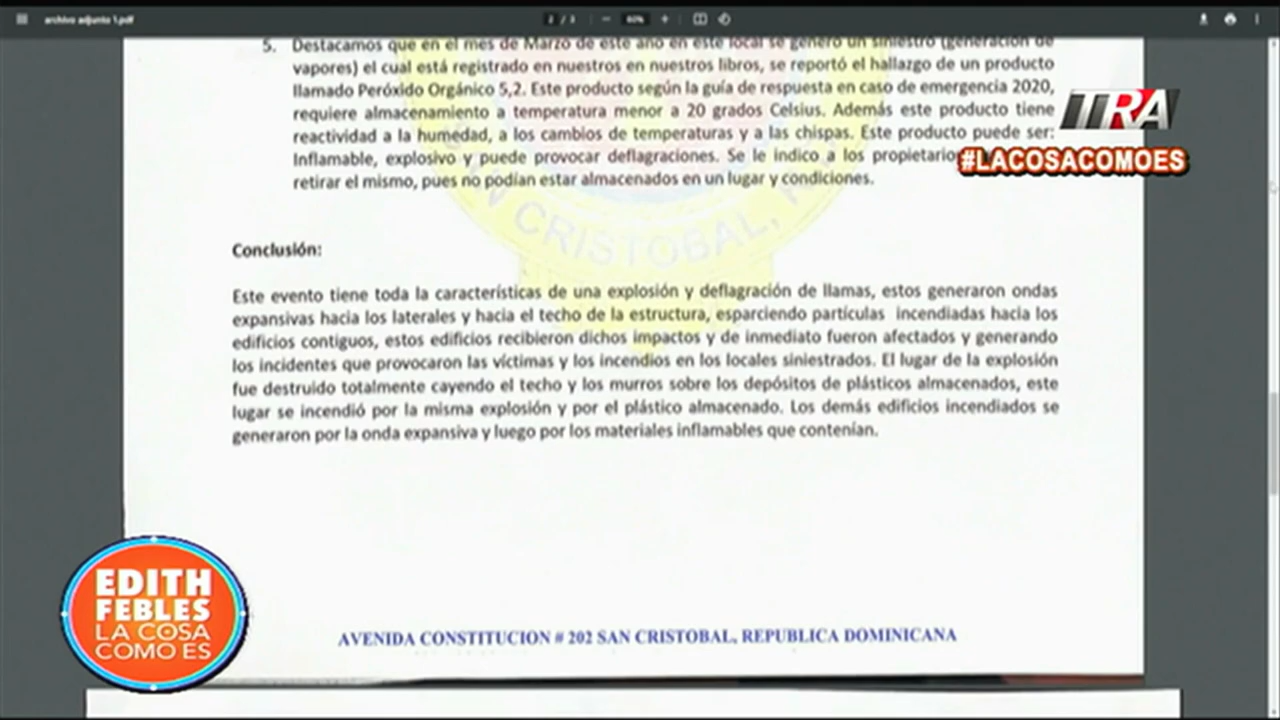 archivo adjunto 1.pdf
2 / 3
60%
5. Destacamos que en el mes de Marzo de este año en este local se generó un siniestro (generación de
vapores) el cual está registrado en nuestros en nuestros libros, se reportó el hallazgo de un producto
llamado Peróxido Orgánico 5,2. Este producto según la guía de respuesta en caso de emergencia 2020,
requiere almacenamiento a temperatura menor a 20 grados Celsius. Además este producto tiene
reactividad a la humedad, a los cambios de temperaturas y a las chispas. Este producto puede ser:
Inflamable, explosivo y puede provocar deflagraciones. Se le indico a los
retirar el mismo, pues no podían estar almacenados en un lugar y condiciones.
TRA
#LACOSACOMOES
SAN CRISTOBAL, R
Conclusión:
Este evento tiene toda la características de una explosión y deflagración de llamas, estos generaron ondas
expansivas hacia los laterales y hacia el techo de la estructura, esparciendo partículas incendiadas hacia los
edificios contiguos, estos edificios recibieron dichos impactos y de inmediato fueron afectados y generando
los incidentes que provocaron las víctimas y los incendios en los locales siniestrados. El lugar de la explosión
fue destruido totalmente cayendo el techo y los murros sobre los depósitos de plásticos almacenados, este
lugar se incendió por la misma explosión y por el plástico almacenado. Los demás edificios incendiados se
generaron por la onda expansiva y luego por los materiales inflamables que contenían.
EDITH
FEBLES
LA COSA
COMO ES
AVENIDA CONSTITUCION # 202 SAN CRISTOBAL, REPUBLICA DOMINICANA